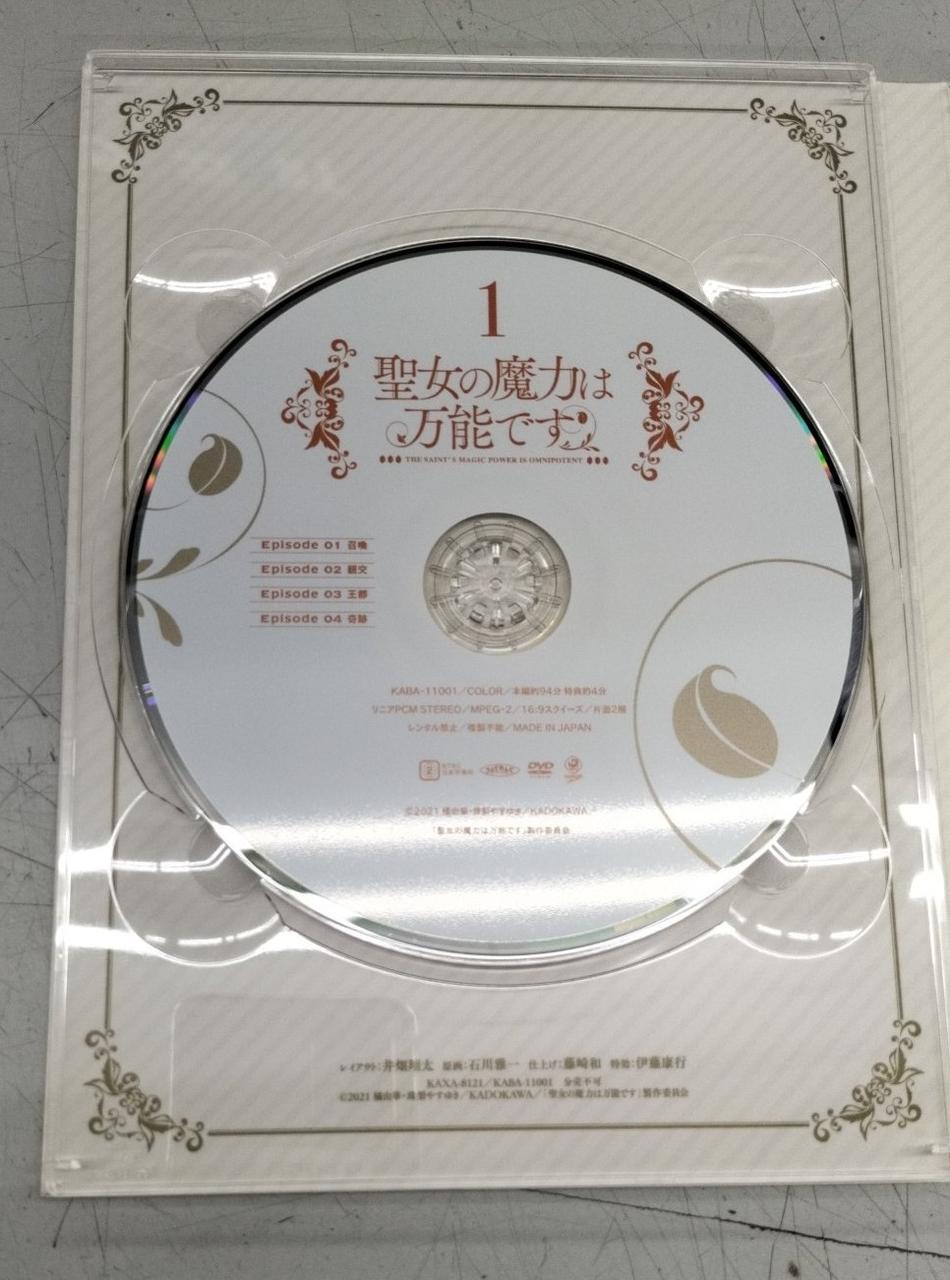 1
聖女の魔力は
万能です
THE SAINT'S MAGIC POWER IS OMNIPOTENT
Episode 01 召喚
Episode 02 親交
Episode 03 王都
Episode 04 奇跡
KABA-11001／COLOR／本編約94分 特典約4分
リニアPCM STEREO／MPEG-2／16:9スクイーズ／片面2層
レンタル禁止／複製不能／MADE IN JAPAN
2 NTSC 日本市場向 DVD
©2021 橘由華・珠梨やすゆき／KADOKAWA／
「聖女の魔力は万能です」製作委員会
レイアウト：井畑翔太 原画：石川雅一 仕上げ：藤崎和 特効：伊藤康行
KAXA-8121／KABA-11001 分売不可
©2021 橘由華・珠梨やすゆき／KADOKAWA／「聖女の魔力は万能です」製作委員会